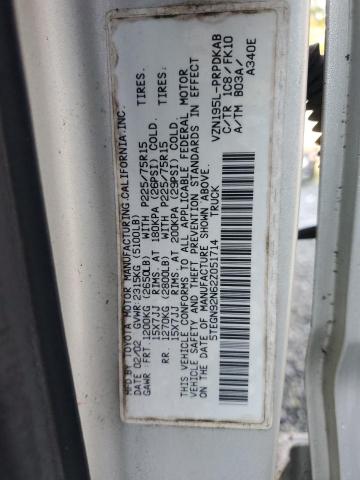 MFD.BY TOYOTA MOTOR MANUFACTURING,CALIFORNIA,INC.
DATE 02/02 GVWR:2315KG (5100LB)
GAWR: FRT 1200KG (2650LB) WITH P225/75R15 TIRES.
15X7JJ RIMS,AT 180KPA (26PSI) COLD.
RR. 1270KG (2800LB) WITH P225/75R15 TIRES.
15X7JJ RIMS,AT 200KPA (29PSI) COLD.
THIS VEHICLE CONFORMS TO ALL APPLICABLE FEDERAL MOTOR
VEHICLE SAFETY AND THEFT PREVENTION STANDARDS IN EFFECT
ON THE DATE OF MANUFACTURE SHOWN ABOVE.
5TEGN92N62Z051714 TRUCK
VZN195L-PRPDKAB
C/TR 1C8/FK10
A/TM B03A/
A340E